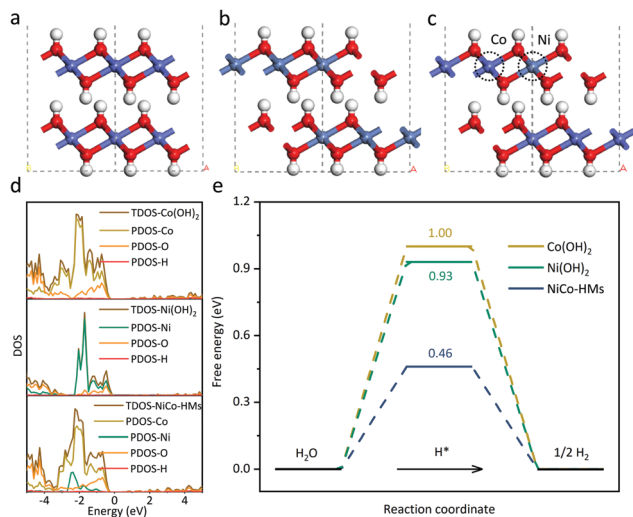 a
b
c
Co
Ni
d
TDOS-Co(OH)₂
PDOS-Co
PDOS-O
PDOS-H
TDOS-Ni(OH)₂
PDOS-Ni
PDOS-O
PDOS-H
TDOS-NiCo-HMs
PDOS-Co
PDOS-Ni
PDOS-O
PDOS-H
DOS
-4 -2 0 2 4
Energy (eV)
e
1.2
0.9
0.6
0.3
0.0
Free energy (eV)
1.00
0.93
0.46
Co(OH)₂
Ni(OH)₂
NiCo-HMs
H₂O
H*
1/2 H₂
Reaction coordinate